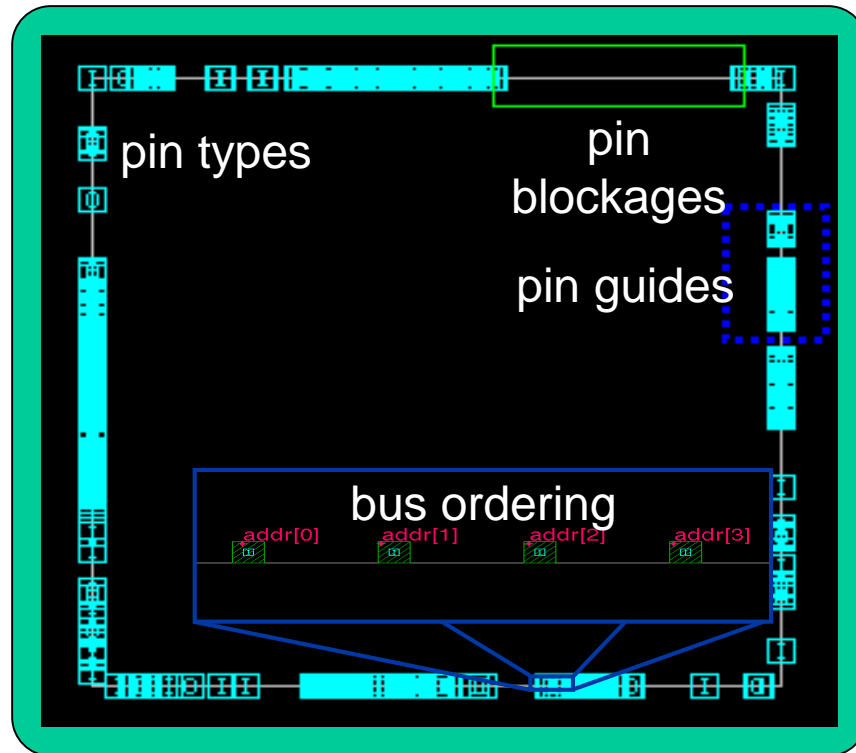 pin types
pin
blockages
pin guides
bus ordering
addr[0] addr[1] addr[2] addr[3]